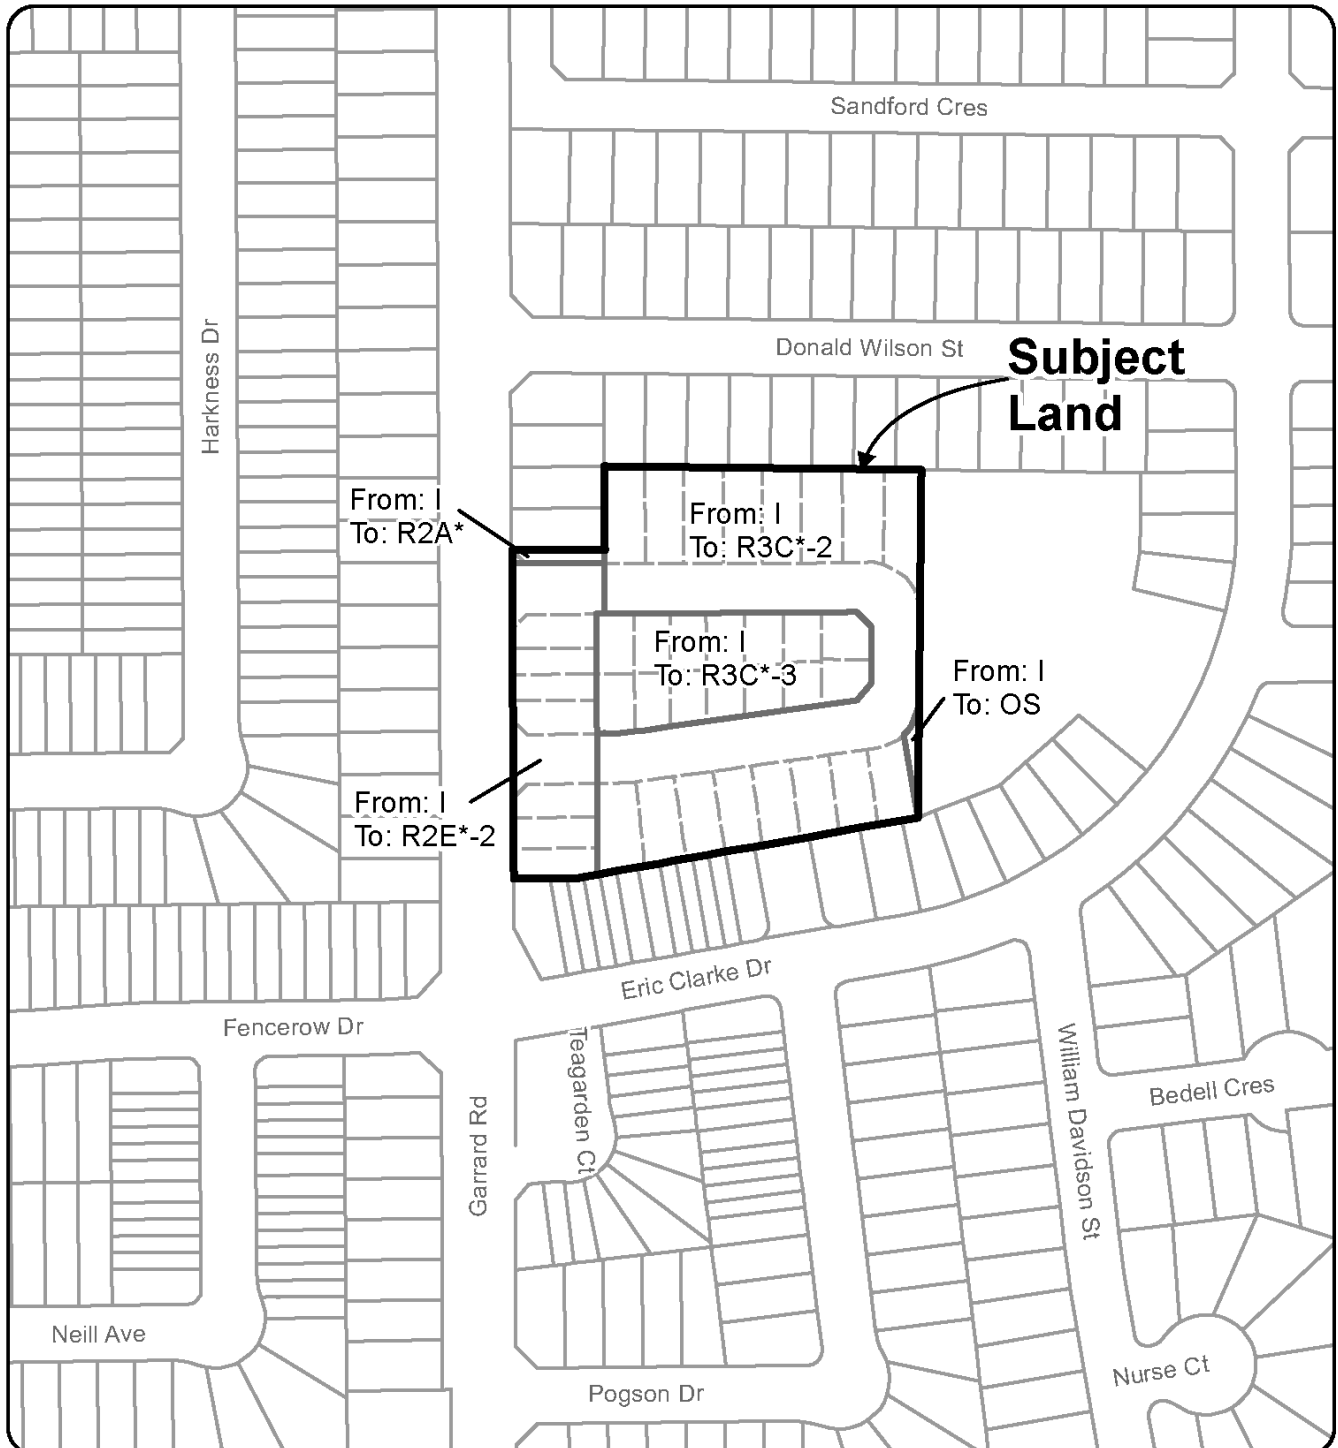 Sandford Cres
Donald Wilson St
Subject
Land
Harkness Dr
From: I
To: R2A*
From: I
To: R3C*-2
From: I
To: R3C*-3
From: I
To: OS
From: I
To: R2E*-2
Eric Clarke Dr
Fencerow Dr
Teagarden Ct
William Davidson St
Bedell Cres
Garrard Rd
Neill Ave
Nurse Ct
Pogson Dr